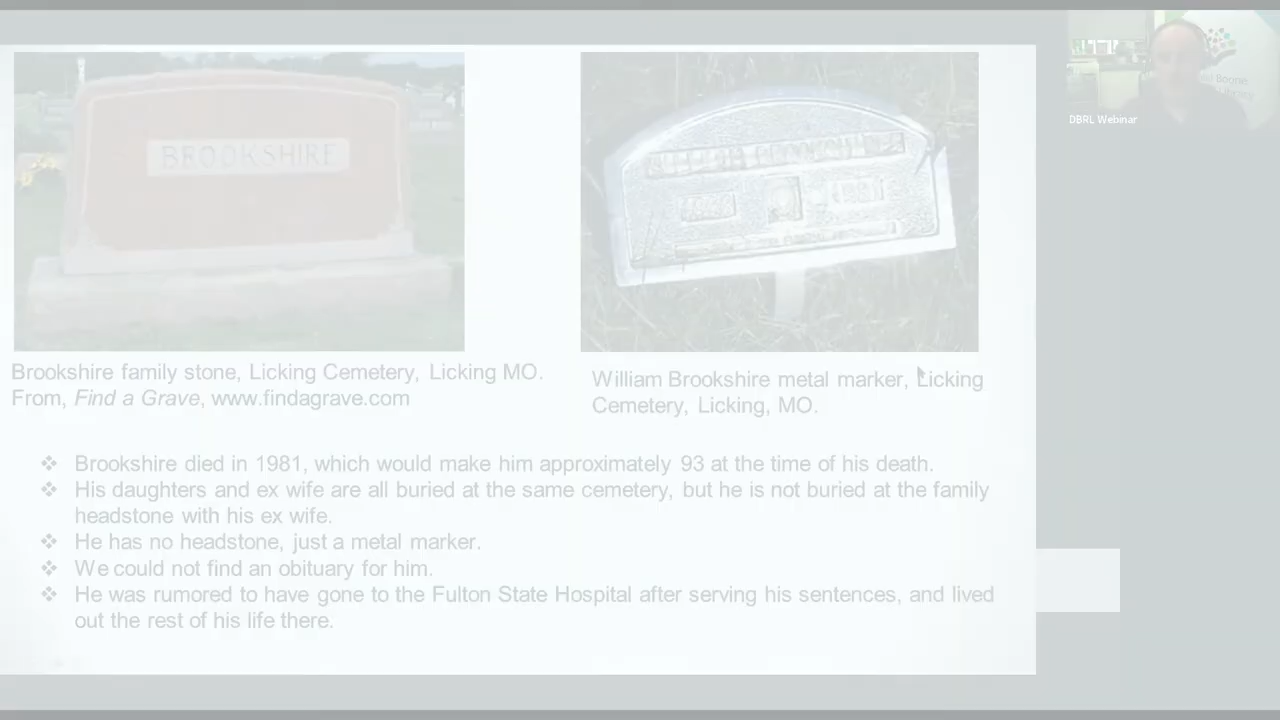 BROOKSHIRE
Brookshire family stone, Licking Cemetery, Licking MO.
From, Find a Grave, www.findagrave.com
William Brookshire metal marker, Licking
Cemetery, Licking, MO.
❖ Brookshire died in 1981, which would make him approximately 93 at the time of his death.
❖ His daughters and ex wife are all buried at the same cemetery, but he is not buried at the family
headstone with his ex wife.
❖ He has no headstone, just a metal marker.
❖ We could not find an obituary for him.
❖ He was rumored to have gone to the Fulton State Hospital after serving his sentences, and lived
out the rest of his life there.
Boone
DBRL Webinar